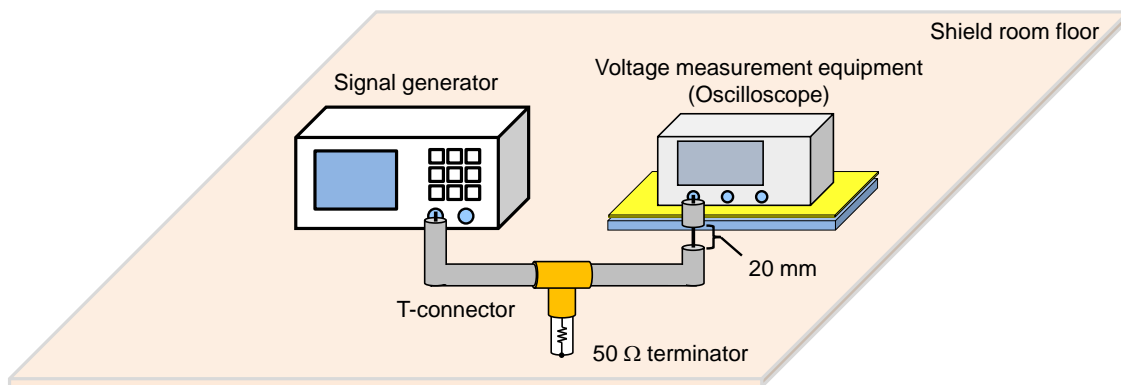 Shield room floor
Signal generator
Voltage measurement equipment
(Oscilloscope)
20 mm
T-connector
50 Ω terminator